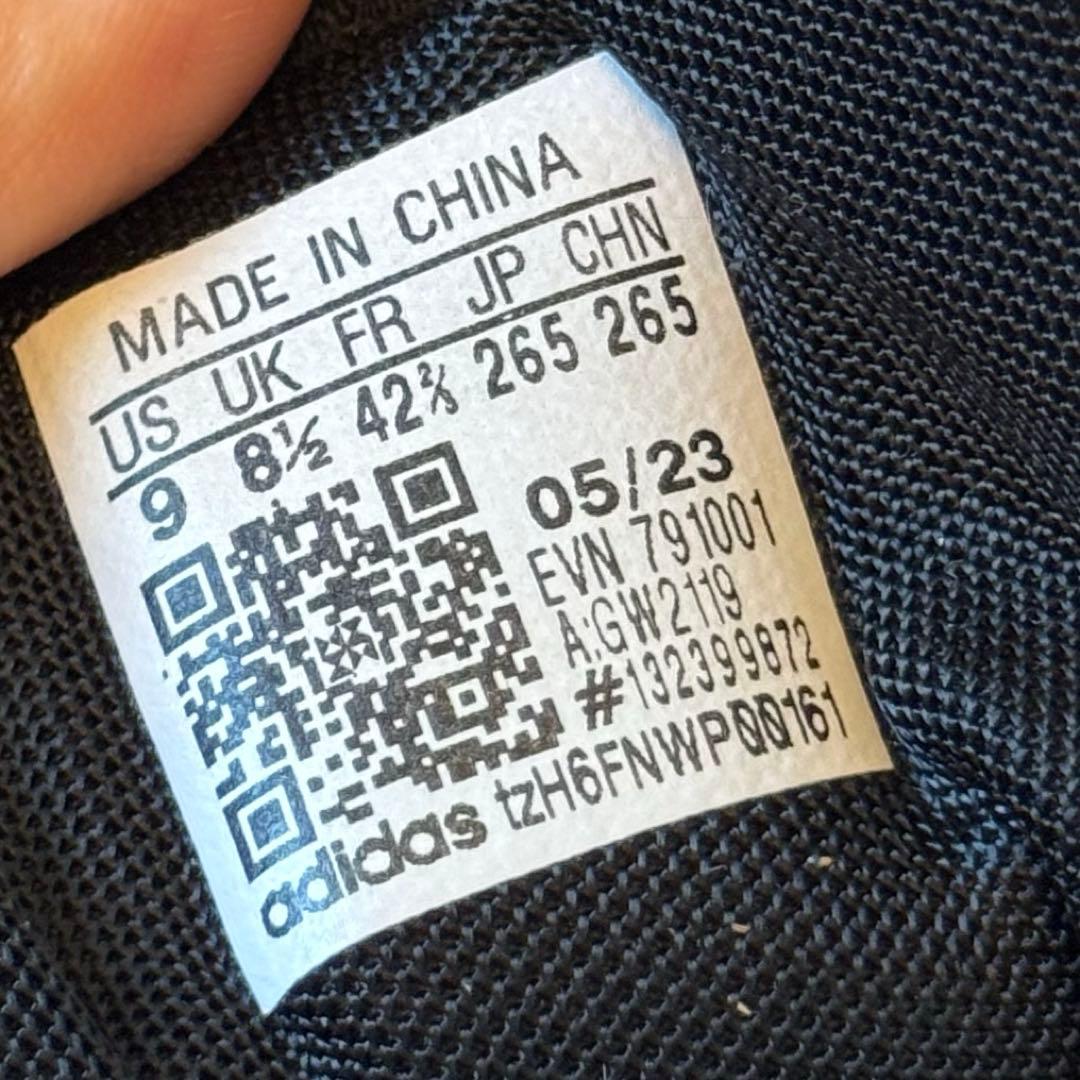 MADE IN CHINA
US UK FR JP CHN
9 8½ 42⅔ 265 265
05/23
EVN 791001
A:GW2119
#132399872
adidas tzH6FNWP00161